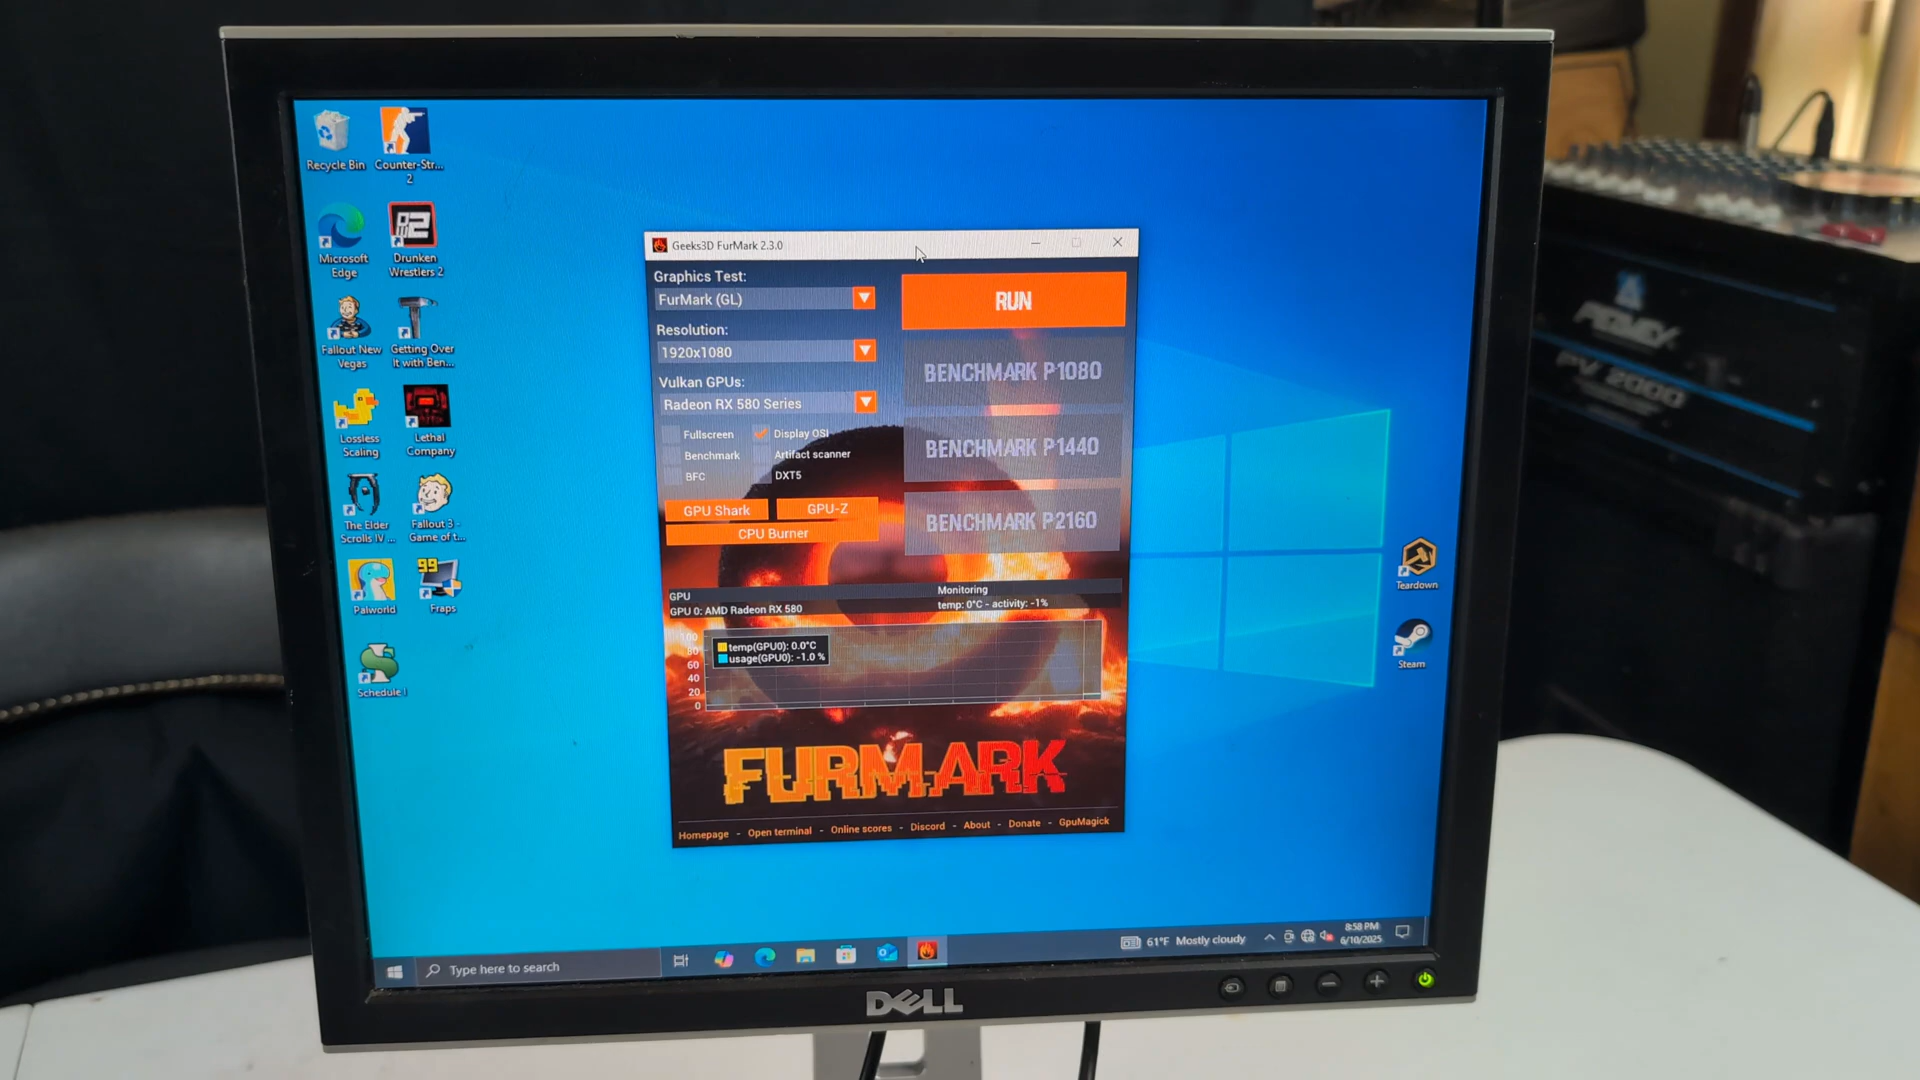 Recycle Bin
Counter-Str...
2
Microsoft
Edge
Drunken
Wrestlers 2
Fallout New
Vegas
Getting Over
It with Ben...
Lossless
Scaling
Lethal
Company
The Elder
Scrolls IV ...
Fallout 3 -
Game of t...
Palworld
99
Fraps
Schedule I
Geeks3D FurMark 2.3.0
Graphics Test:
FurMark (GL)
Resolution:
1920x1080
Vulkan GPUs:
Radeon RX 580 Series
Fullscreen
Display OSI
Benchmark
Artifact scanner
BFC
DXT5
GPU Shark
GPU-Z
CPU Burner
RUN
BENCHMARK P1080
BENCHMARK P1440
BENCHMARK P2160
GPU
Monitoring
GPU 0: AMD Radeon RX 580
temp: 0°C - activity: -1%
100
80
60
40
20
0
temp(GPU0): 0.0°C
usage(GPU0): -1.0 %
FURMARK
Homepage - Open terminal - Online scores - Discord - About - Donate - GpuMagick
Teardown
Steam
Type here to search
61°F Mostly cloudy
8:58 PM
6/10/2025
DELL
PEAVEY
PV 2000